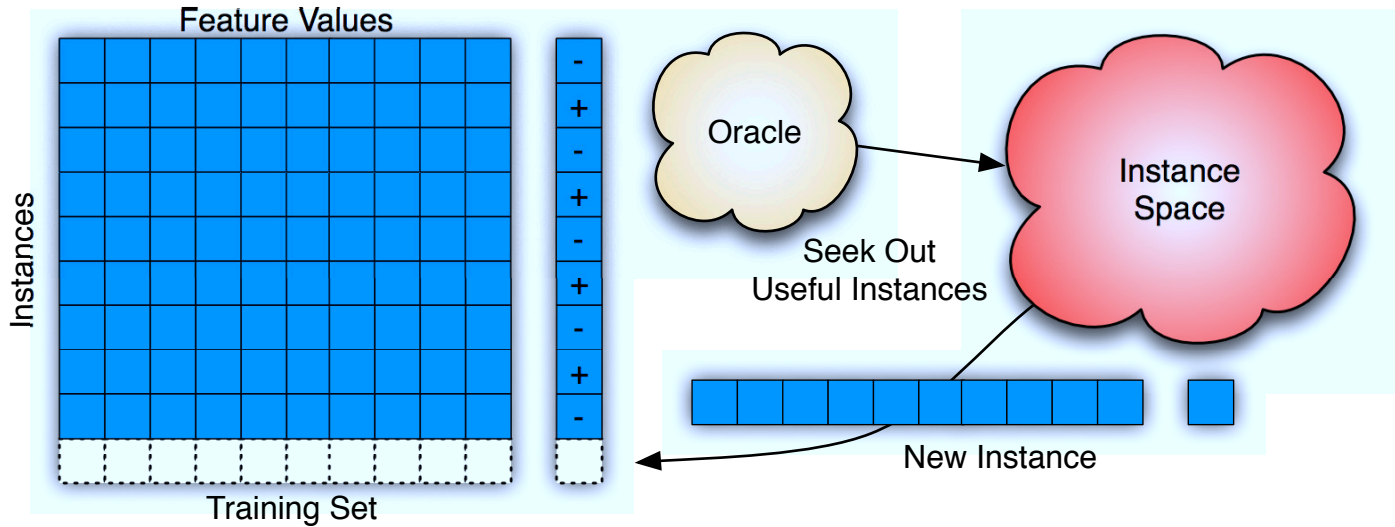 Feature Values
Instances
-
+
-
+
-
+
-
+
-
Training Set
Oracle
Seek Out
Useful Instances
Instance
Space
New Instance